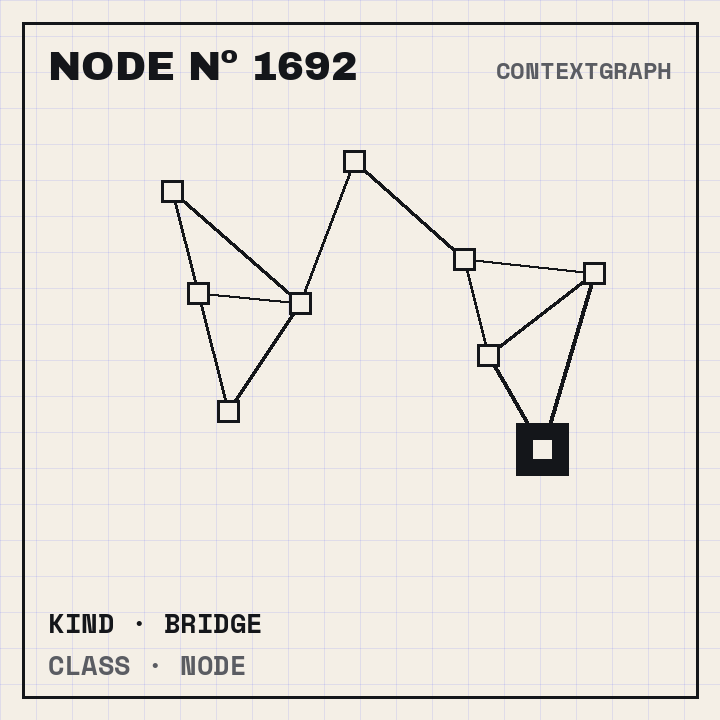 NODE Nº 1692
CONTEXTGRAPH
KIND · BRIDGE
CLASS · NODE